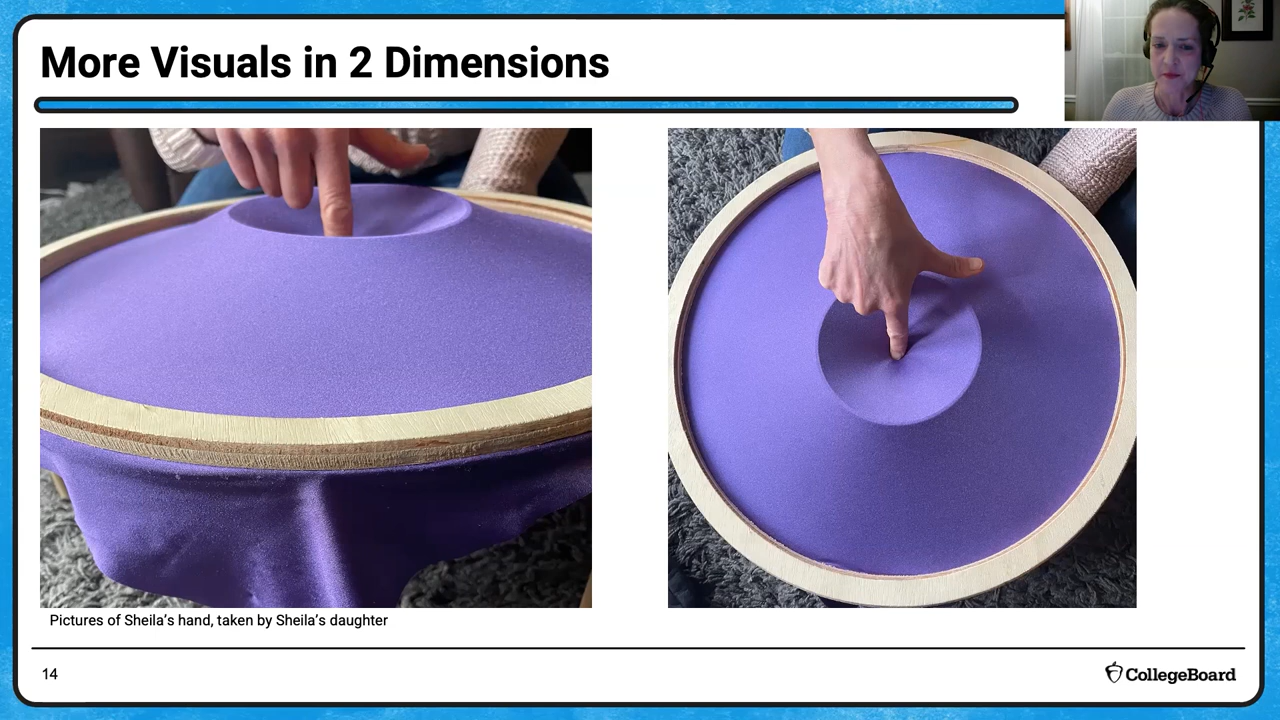 More Visuals in 2 Dimensions
Pictures of Sheila’s hand, taken by Sheila’s daughter
14
CollegeBoard